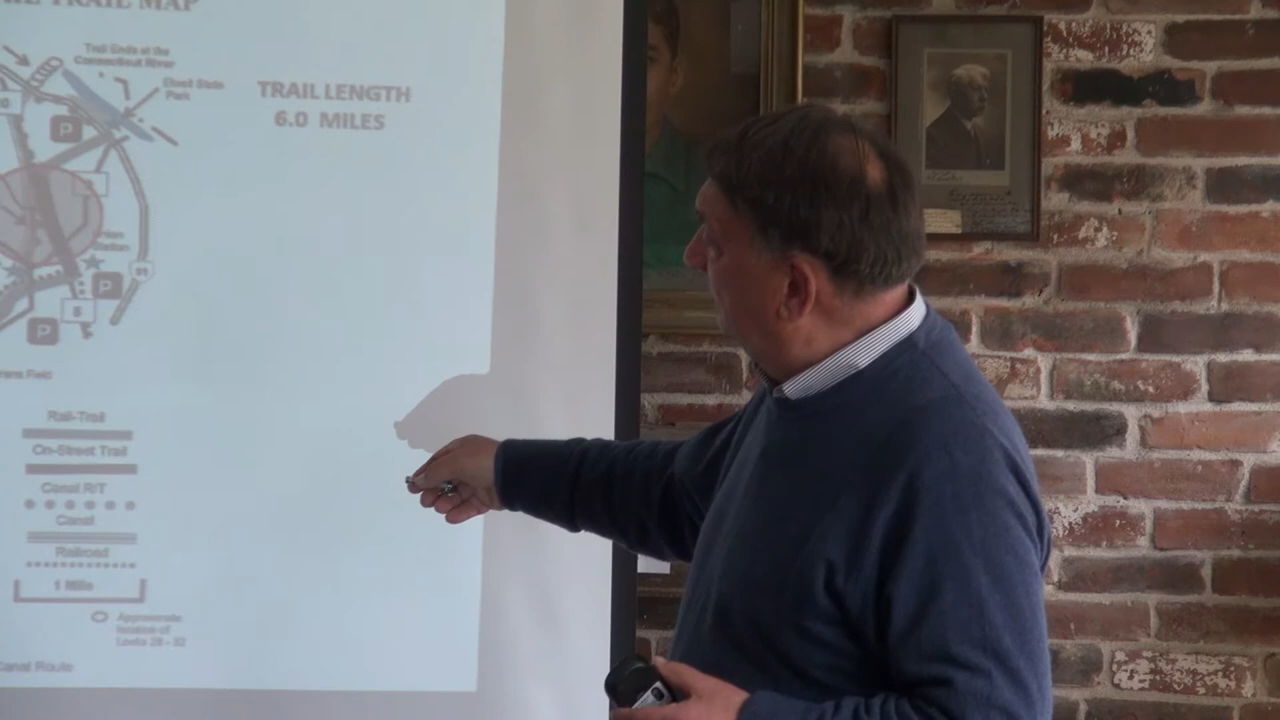 TRAIL MAP
Trail Ends at the
Connecticut River
Elwell State
Park
TRAIL LENGTH
6.0 MILES
P
P
P
Rail-Trail
On-Street Trail
Canal R/T
Canal
Railroad
1 Mile
Approximate
location of
Locks 28 - 32
Canal Route